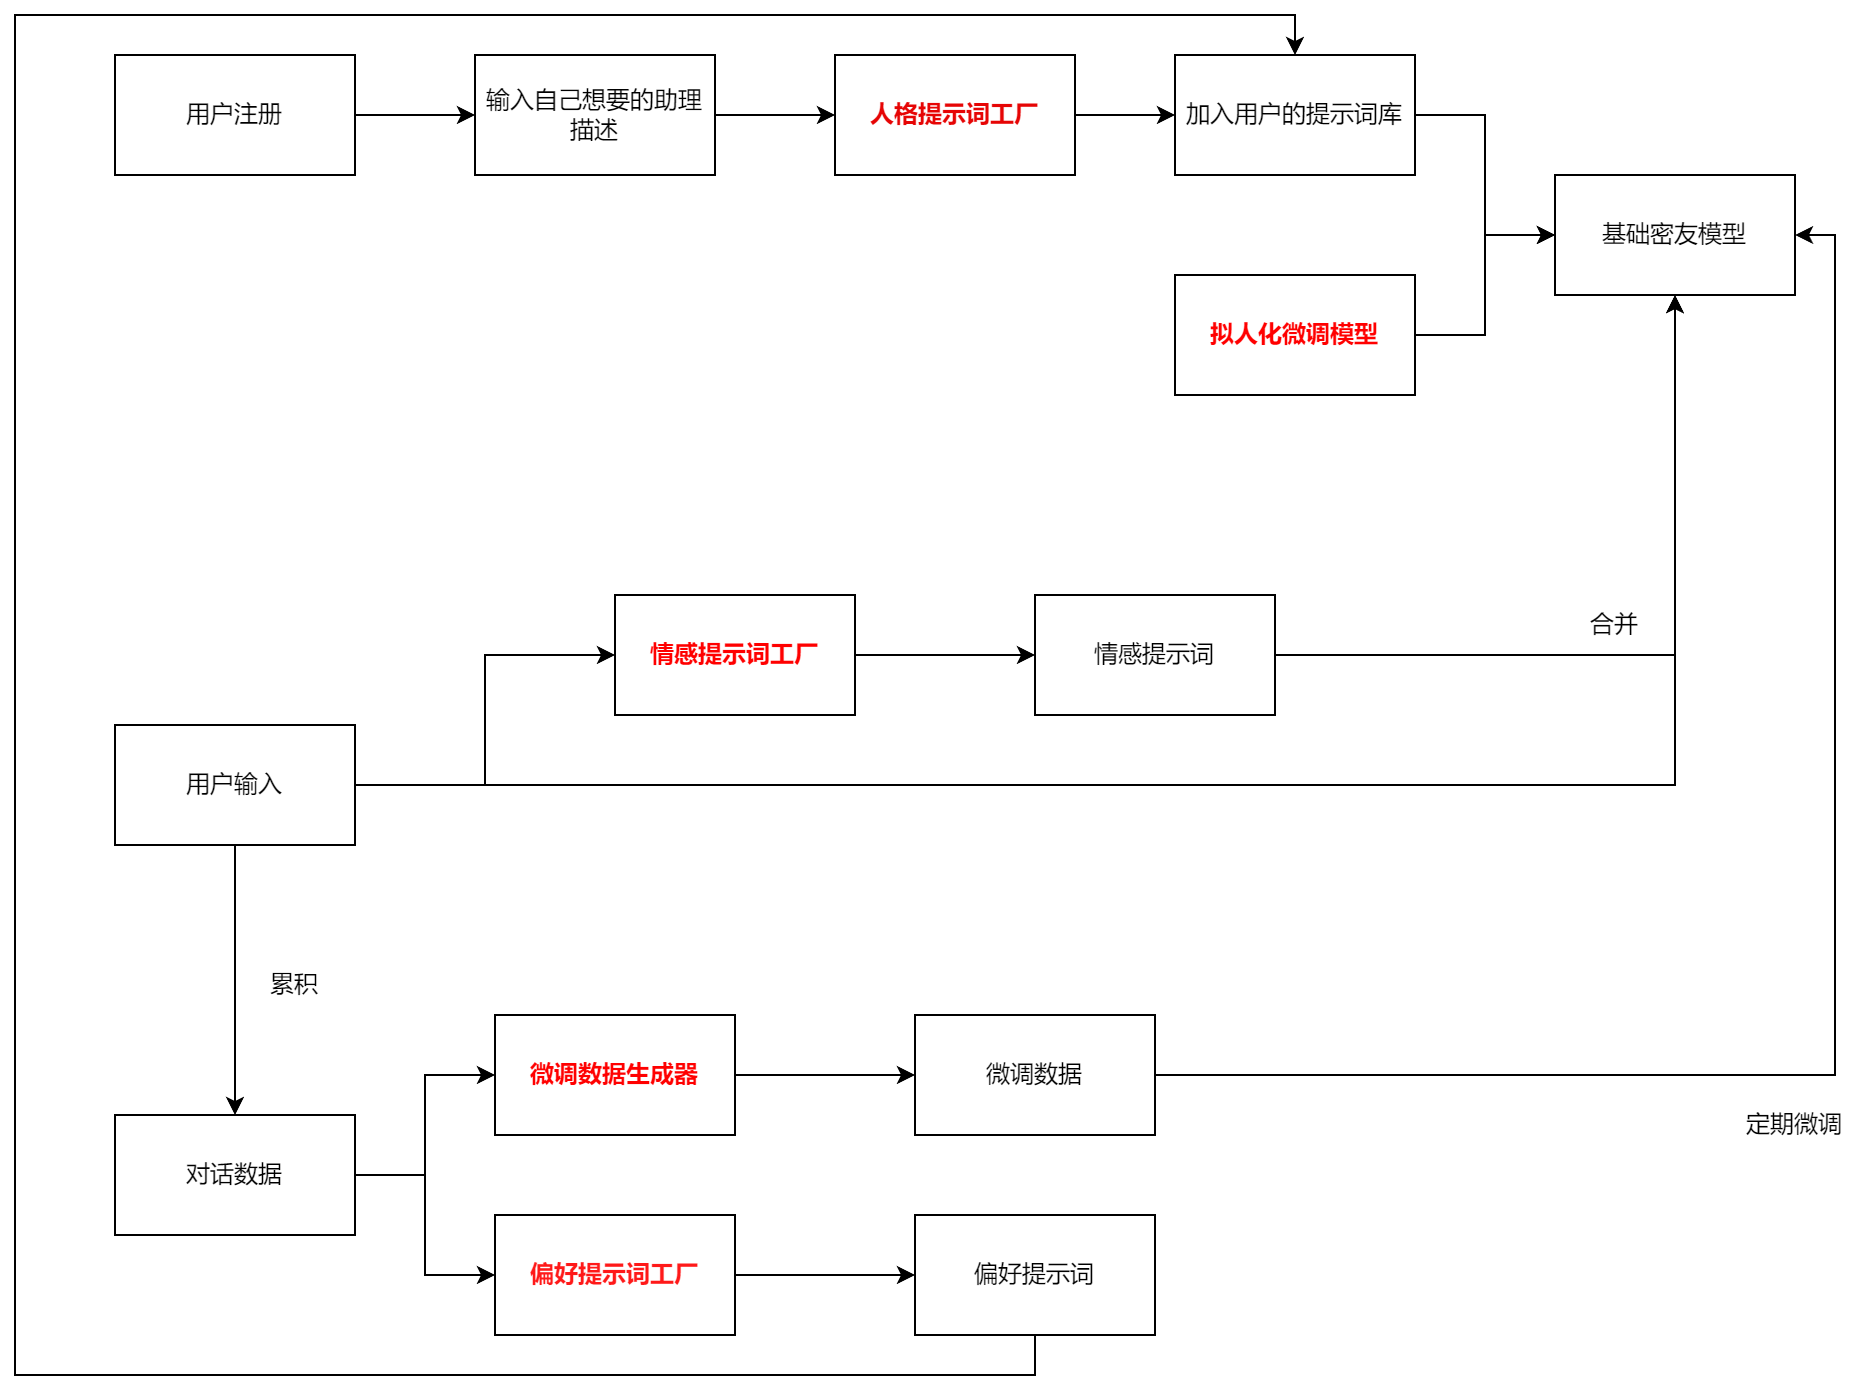 用户注册
输入自己想要的助理
描述
人格提示词工厂
加入用户的提示词库
基础密友模型
拟人化微调模型
合并
情感提示词工厂
情感提示词
用户输入
累积
微调数据生成器
微调数据
定期微调
对话数据
偏好提示词工厂
偏好提示词